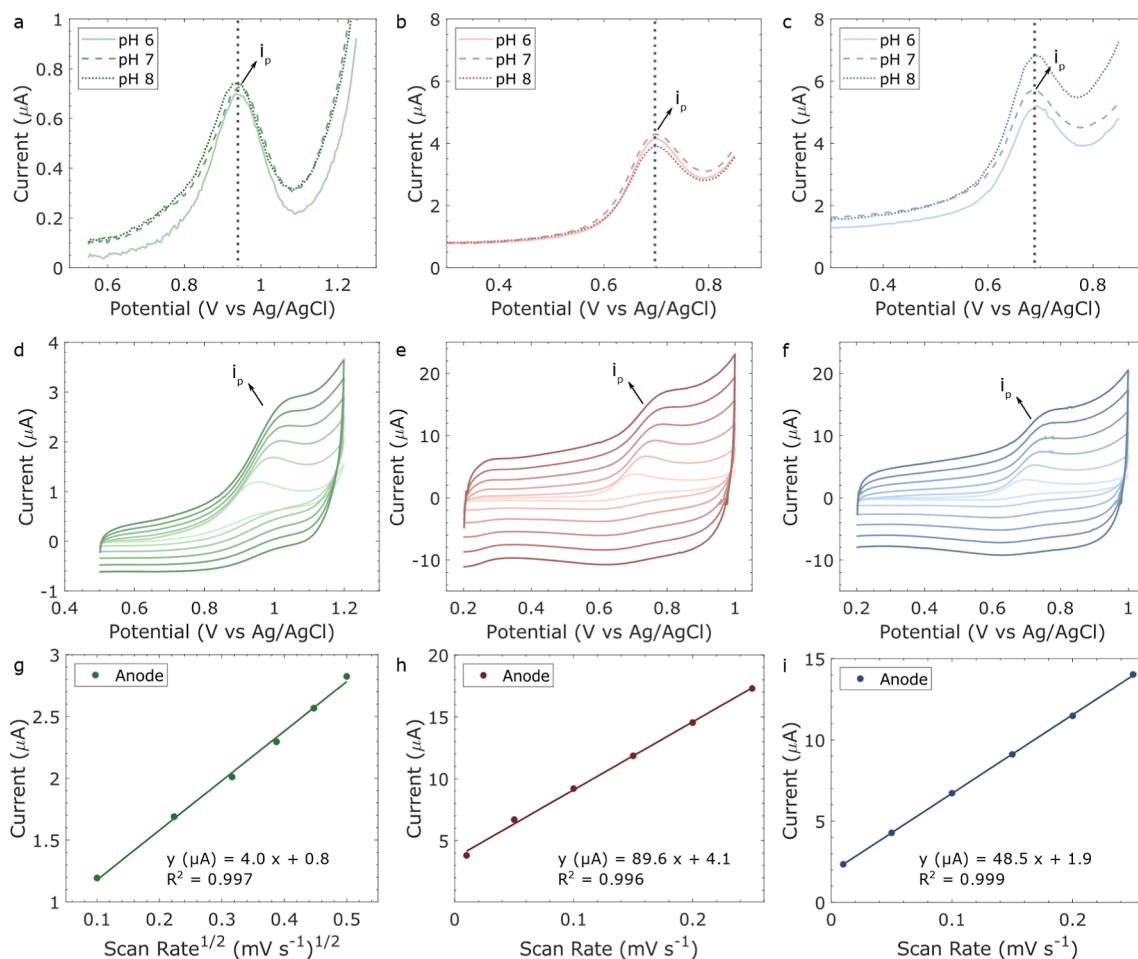 a
pH 6
pH 7
pH 8
i_p
Current (μA)
1
0.8
0.6
0.4
0.2
0
0.6 0.8 1 1.2
Potential (V vs Ag/AgCl)
b
pH 6
pH 7
pH 8
i_p
Current (μA)
8
6
4
2
0
0.4 0.6 0.8
Potential (V vs Ag/AgCl)
c
pH 6
pH 7
pH 8
i_p
Current (μA)
8
6
4
2
0
0.4 0.6 0.8
Potential (V vs Ag/AgCl)
d
i_p
Current (μA)
4
3
2
1
0
-1
0.4 0.6 0.8 1 1.2
Potential (V vs Ag/AgCl)
e
i_p
Current (μA)
20
10
0
-10
0.2 0.4 0.6 0.8 1
Potential (V vs Ag/AgCl)
f
i_p
Current (μA)
20
10
0
-10
0.2 0.4 0.6 0.8 1
Potential (V vs Ag/AgCl)
g
Anode
Current (μA)
3
2.5
2
1.5
1
y (μA) = 4.0 x + 0.8
R² = 0.997
0.1 0.2 0.3 0.4 0.5
Scan Rate^1/2 (mV s⁻¹)^1/2
h
Anode
Current (μA)
20
15
10
5
y (μA) = 89.6 x + 4.1
R² = 0.996
0 0.1 0.2
Scan Rate (mV s⁻¹)
i
Anode
Current (μA)
15
10
5
0
y (μA) = 48.5 x + 1.9
R² = 0.999
0 0.1 0.2
Scan Rate (mV s⁻¹)